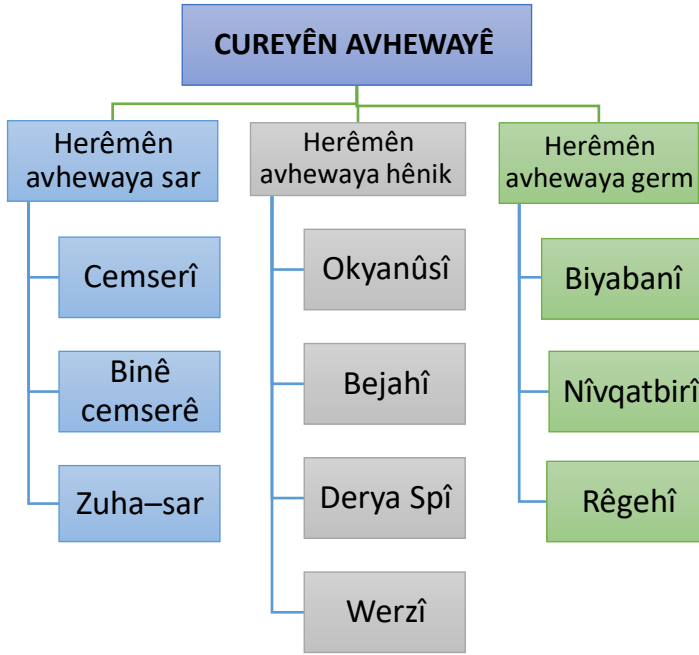 CUREYÊN AVHEWAYÊ
Herêmên
avhewaya sar
Cemserî
Binê
cemserê
Zuha–sar
Herêmên
avhewaya hênik
Okyanûsî
Bejahî
Derya Spî
Werzî
Herêmên
avhewaya germ
Biyabanî
Nîvqatbirî
Rêgehî